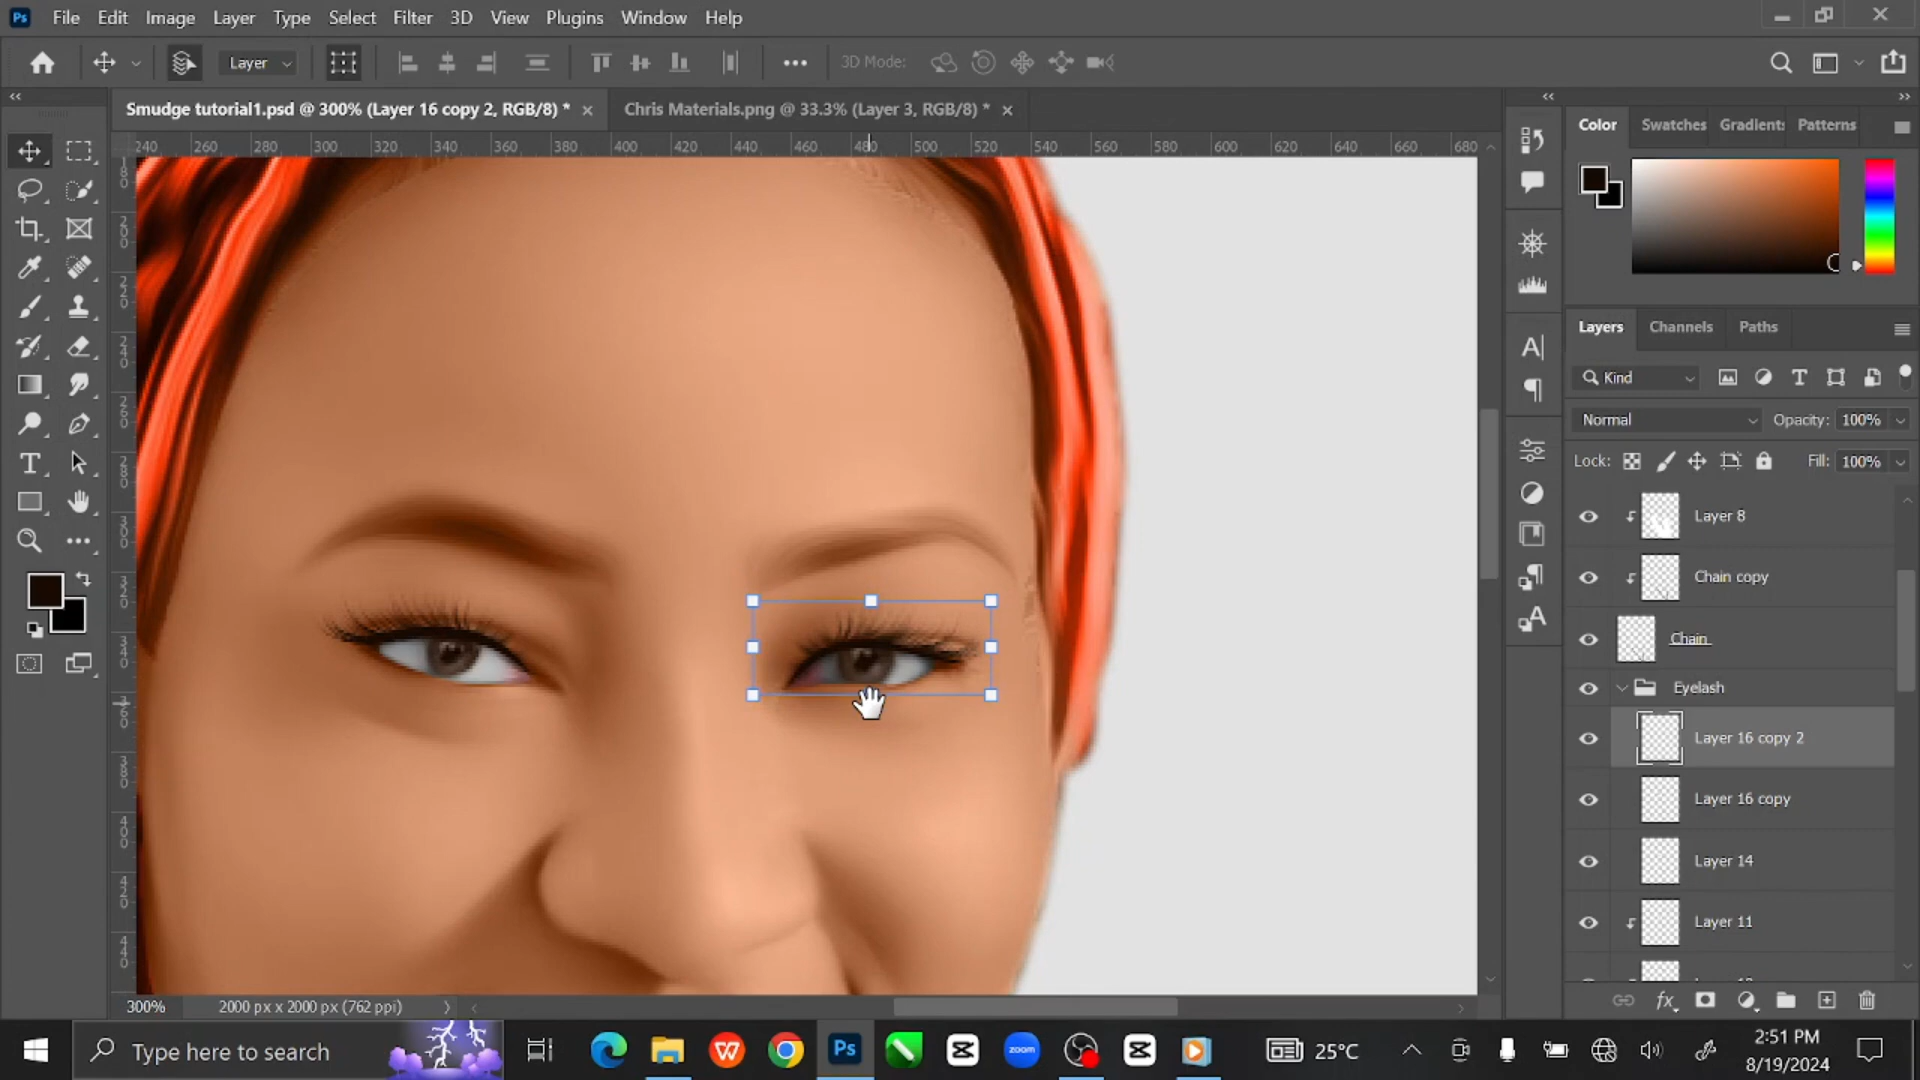 Ps File Edit Image Layer Type Select Filter 3D View Plugins Window Help
Layer 3D Mode:
Smudge tutorial1.psd @ 300% (Layer 16 copy 2, RGB/8) * Chris Materials.png @ 33.3% (Layer 3, RGB/8) *
240 260 280 300 320 340 360 380 400 420 440 460 480 500 520 540 560 580 600 620 640 660 680
Color Swatches Gradients Patterns
Layers Channels Paths
Kind
Normal Opacity: 100%
Lock: Fill: 100%
Layer 8
Chain copy
Chain
Eyelash
Layer 16 copy 2
Layer 16 copy
Layer 14
Layer 11
300% 2000 px x 2000 px (762 ppi)
Type here to search
Ps
zoom
25°C
2:51 PM
8/19/2024